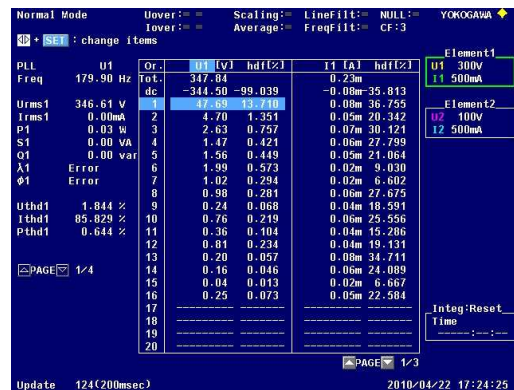 Normal Mode Uover:= = Scaling:= LineFilt:= NULL:= YOKOGAWA
Iover:= = Average:= FreqFilt:= CF:3
+ SET : change items
PLL U1
Freq 179.90 Hz
Urms1 346.61 V
Irms1 0.00mA
P1 0.03 W
S1 0.00 VA
Q1 0.00 var
λ1 Error
ϕ1 Error
Uthd1 1.844 %
Ithd1 85.829 %
Pthd1 0.644 %
PAGE 1/4
Or. U1 [V] hdf[%] I1 [A] hdf[%]
Tot. 347.84 0.23m
dc -344.50 -99.039 -0.08m-35.813
1 47.69 13.710 0.08m 36.755
2 4.70 1.351 0.05m 20.342
3 2.63 0.757 0.07m 30.121
4 1.47 0.421 0.06m 27.799
5 1.56 0.449 0.05m 21.064
6 1.99 0.573 0.02m 9.030
7 1.02 0.294 0.02m 6.602
8 0.98 0.281 0.06m 27.675
9 0.24 0.068 0.04m 18.591
10 0.76 0.219 0.06m 25.556
11 0.36 0.104 0.04m 15.286
12 0.81 0.234 0.04m 19.131
13 0.20 0.057 0.08m 34.711
14 0.16 0.046 0.06m 24.089
15 0.04 0.013 0.02m 6.667
16 0.25 0.073 0.05m 22.584
17 ------- ------- ------- -------
18 ------- ------- ------- -------
19 ------- ------- ------- -------
20 ------- ------- ------- -------
PAGE 1/3
Element1
U1 300V
I1 500mA
Element2
U2 100V
I2 500mA
Integ:Reset
Time
-----:--:--
Update 124(200msec) 2010/04/22 17:24:25